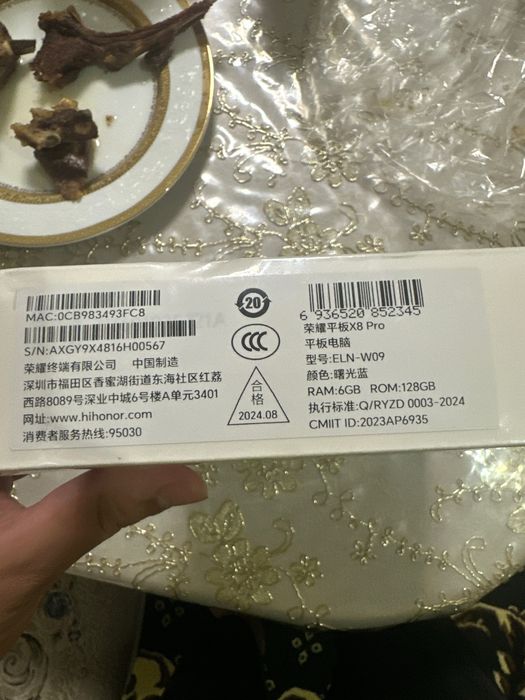 MAC:0CB983493FC8
S/N:AXGY9X4816H00567
荣耀终端有限公司 中国制造
深圳市福田区香蜜湖街道东海社区红荔
西路8089号深业中城6号楼A单元3401
网址:www.hihonor.com
消费者服务热线:95030
20
CCC
合格
2024.08
6 936520 852345
荣耀平板X8 Pro
平板电脑
型号:ELN-W09
颜色:曙光蓝
RAM:6GB ROM:128GB
执行标准:Q/RYZD 0003-2024
CMIIT ID:2023AP6935